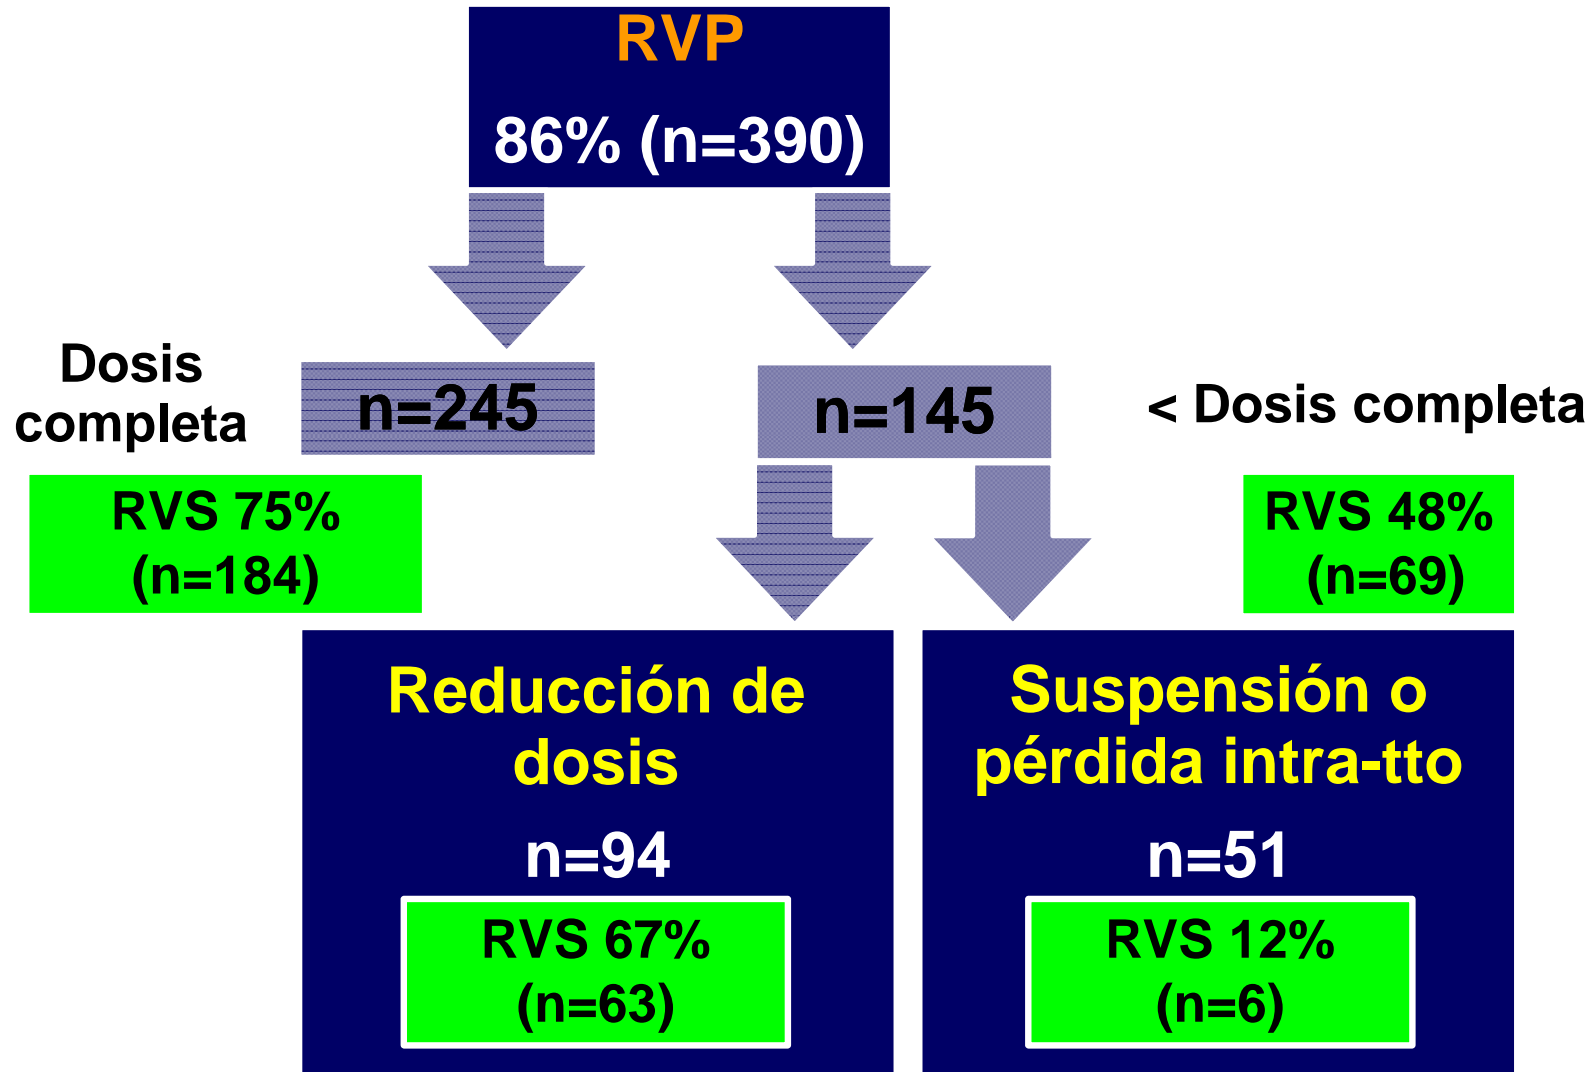 RVP
86% (n=390)
Dosis
completa
n=245
n=145
< Dosis completa
RVS 75%
(n=184)
RVS 48%
(n=69)
Reducción de
dosis
n=94
RVS 67%
(n=63)
Suspensión o
pérdida intra-tto
n=51
RVS 12%
(n=6)